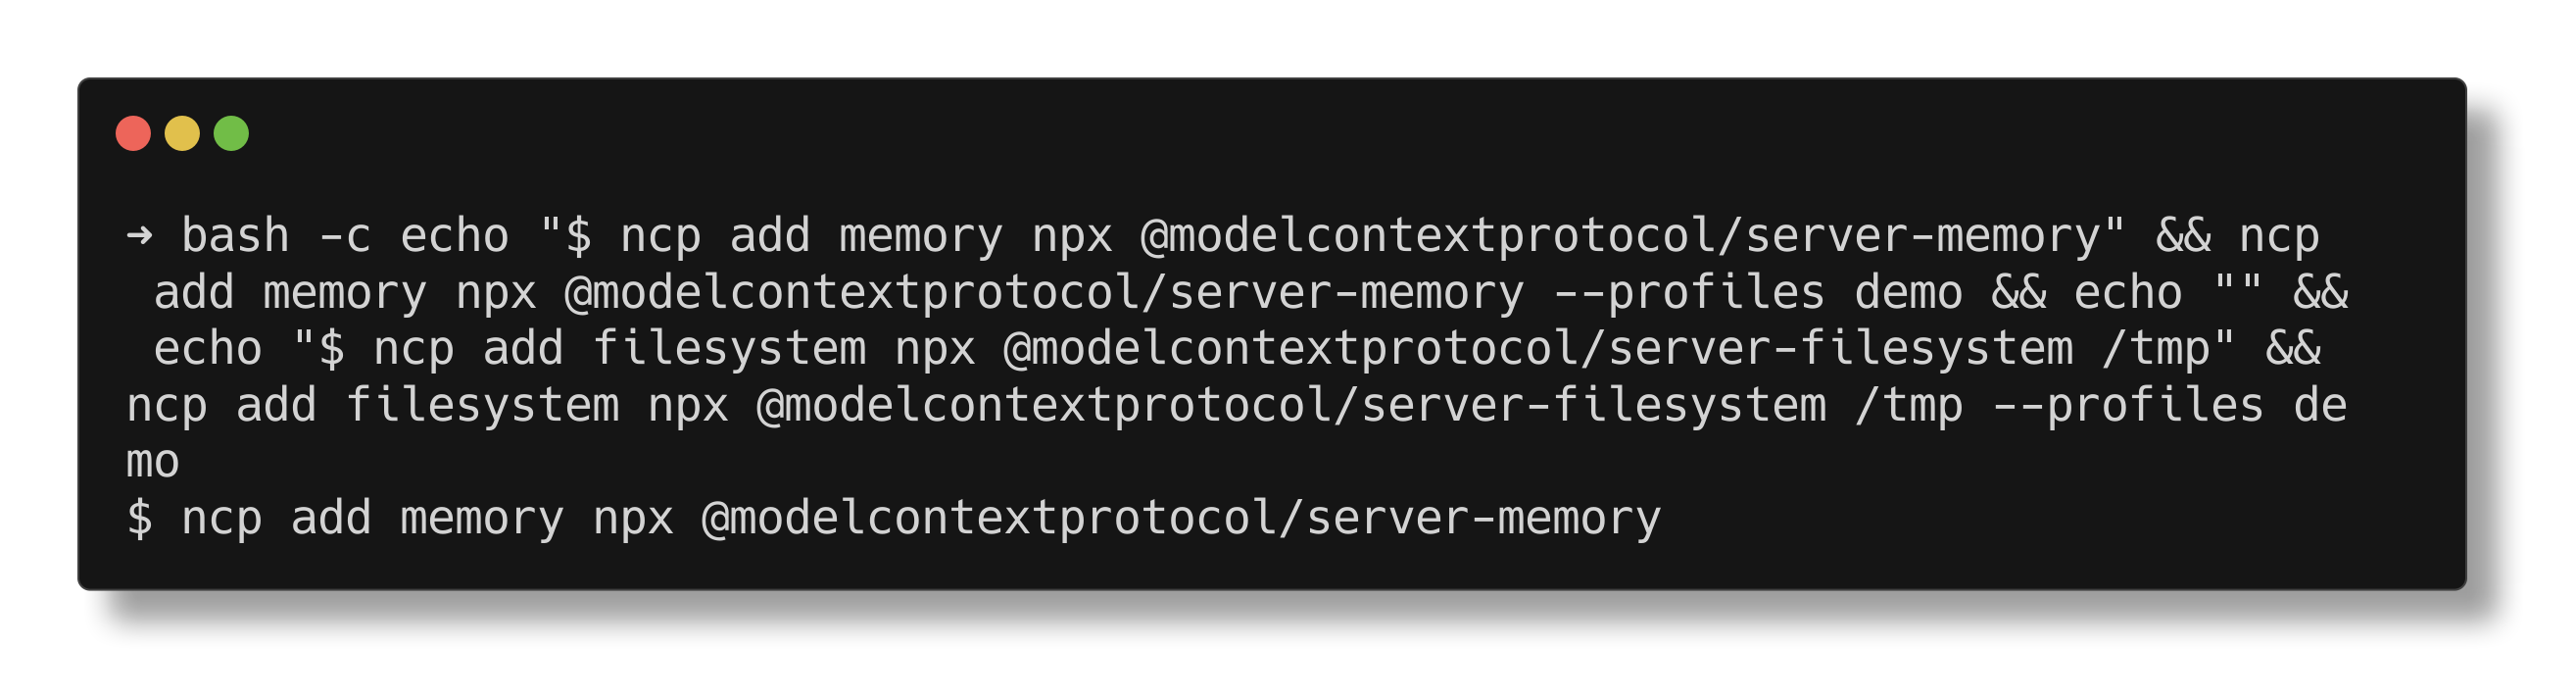 ➜ bash -c echo "$ ncp add memory npx @modelcontextprotocol/server-memory" && ncp
 add memory npx @modelcontextprotocol/server-memory --profiles demo && echo "" &&
 echo "$ ncp add filesystem npx @modelcontextprotocol/server-filesystem /tmp" &&
ncp add filesystem npx @modelcontextprotocol/server-filesystem /tmp --profiles de
mo
$ ncp add memory npx @modelcontextprotocol/server-memory